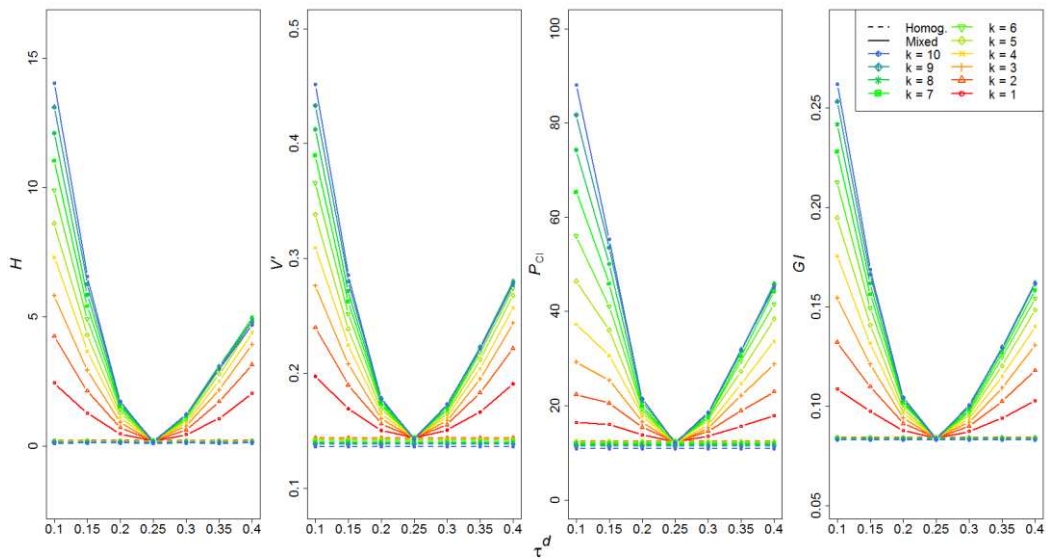 H
15
10
5
0
0.1 0.15 0.2 0.25 0.3 0.35 0.4
V'
0.5
0.4
0.3
0.2
0.1
0.1 0.15 0.2 0.25 0.3 0.35 0.4
PCI
100
80
60
40
20
0
0.1 0.15 0.2 0.25 0.3 0.35 0.4
GI
0.25
0.20
0.15
0.10
0.05
0.1 0.15 0.2 0.25 0.3 0.35 0.4
Homog.
Mixed
k = 10
k = 9
k = 8
k = 7
k = 6
k = 5
k = 4
k = 3
k = 2
k = 1
τd